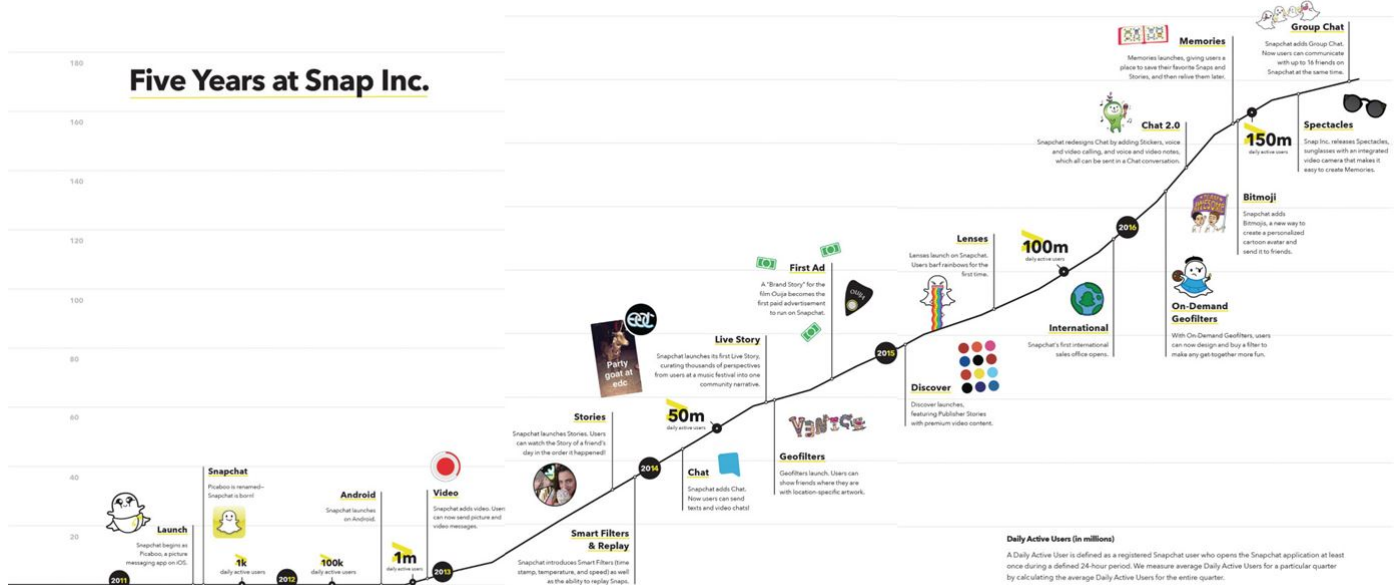 Five Years at Snap Inc.
180
160
140
120
100
80
60
40
20
Launch
Snapchat begins as
Picaboo, a picture
messaging app on iOS.
2011
Snapchat
Picaboo is renamed–
Snapchat is born!
1k
daily active users
2012
100k
daily active users
Android
Snapchat launches
on Android.
1m
daily active users
Video
Snapchat adds video. Users
can now send picture and
video messages.
2013
Stories
Snapchat launches Stories. Users
can watch the Story of a friend's
day in the order it happened!
Smart Filters
& Replay
Snapchat introduces Smart Filters (time
stamp, temperature, and speed) as well
as the ability to replay Snaps.
2014
Party
goat at
edc
edc
50m
daily active users
Chat
Snapchat adds Chat.
Now users can send
texts and video chats!
Live Story
Snapchat launches its first Live Story,
curating thousands of perspectives
from users at a music festival into one
community narrative.
Geofilters
Geofilters launch. Users can
show friends where they are
with location-specific artwork.
VENICE
First Ad
A "Brand Story" for the
film Ouija becomes the
first paid advertisement
to run on Snapchat.
OUIJA
2015
Discover
Discover launches,
featuring Publisher Stories
with premium video content.
Lenses
Lenses launch on Snapchat.
Users barf rainbows for the
first time.
100m
daily active users
International
Snapchat's first international
sales office opens.
2016
On-Demand
Geofilters
With On-Demand Geofilters, users
can now design and buy a filter to
make any get-together more fun.
Chat 2.0
Snapchat redesigns Chat by adding Stickers, voice
and video calling, and voice and video notes,
which all can be sent in a Chat conversation.
Memories
Memories launches, giving users a
place to save their favorite Snaps and
Stories, and then relive them later.
Bitmoji
Snapchat adds
Bitmojis, a new way to
create a personalized
cartoon avatar and
send it to friends.
150m
daily active users
Spectacles
Snap Inc. releases Spectacles,
sunglasses with an integrated
video camera that makes it
easy to create Memories.
Group Chat
Snapchat adds Group Chat.
Now users can communicate
with up to 16 friends on
Snapchat at the same time.
Daily Active Users (in millions)
A Daily Active User is defined as a registered Snapchat user who opens the Snapchat application at least
once during a defined 24-hour period. We measure average Daily Active Users for a particular quarter
by calculating the average Daily Active Users for the entire quarter.